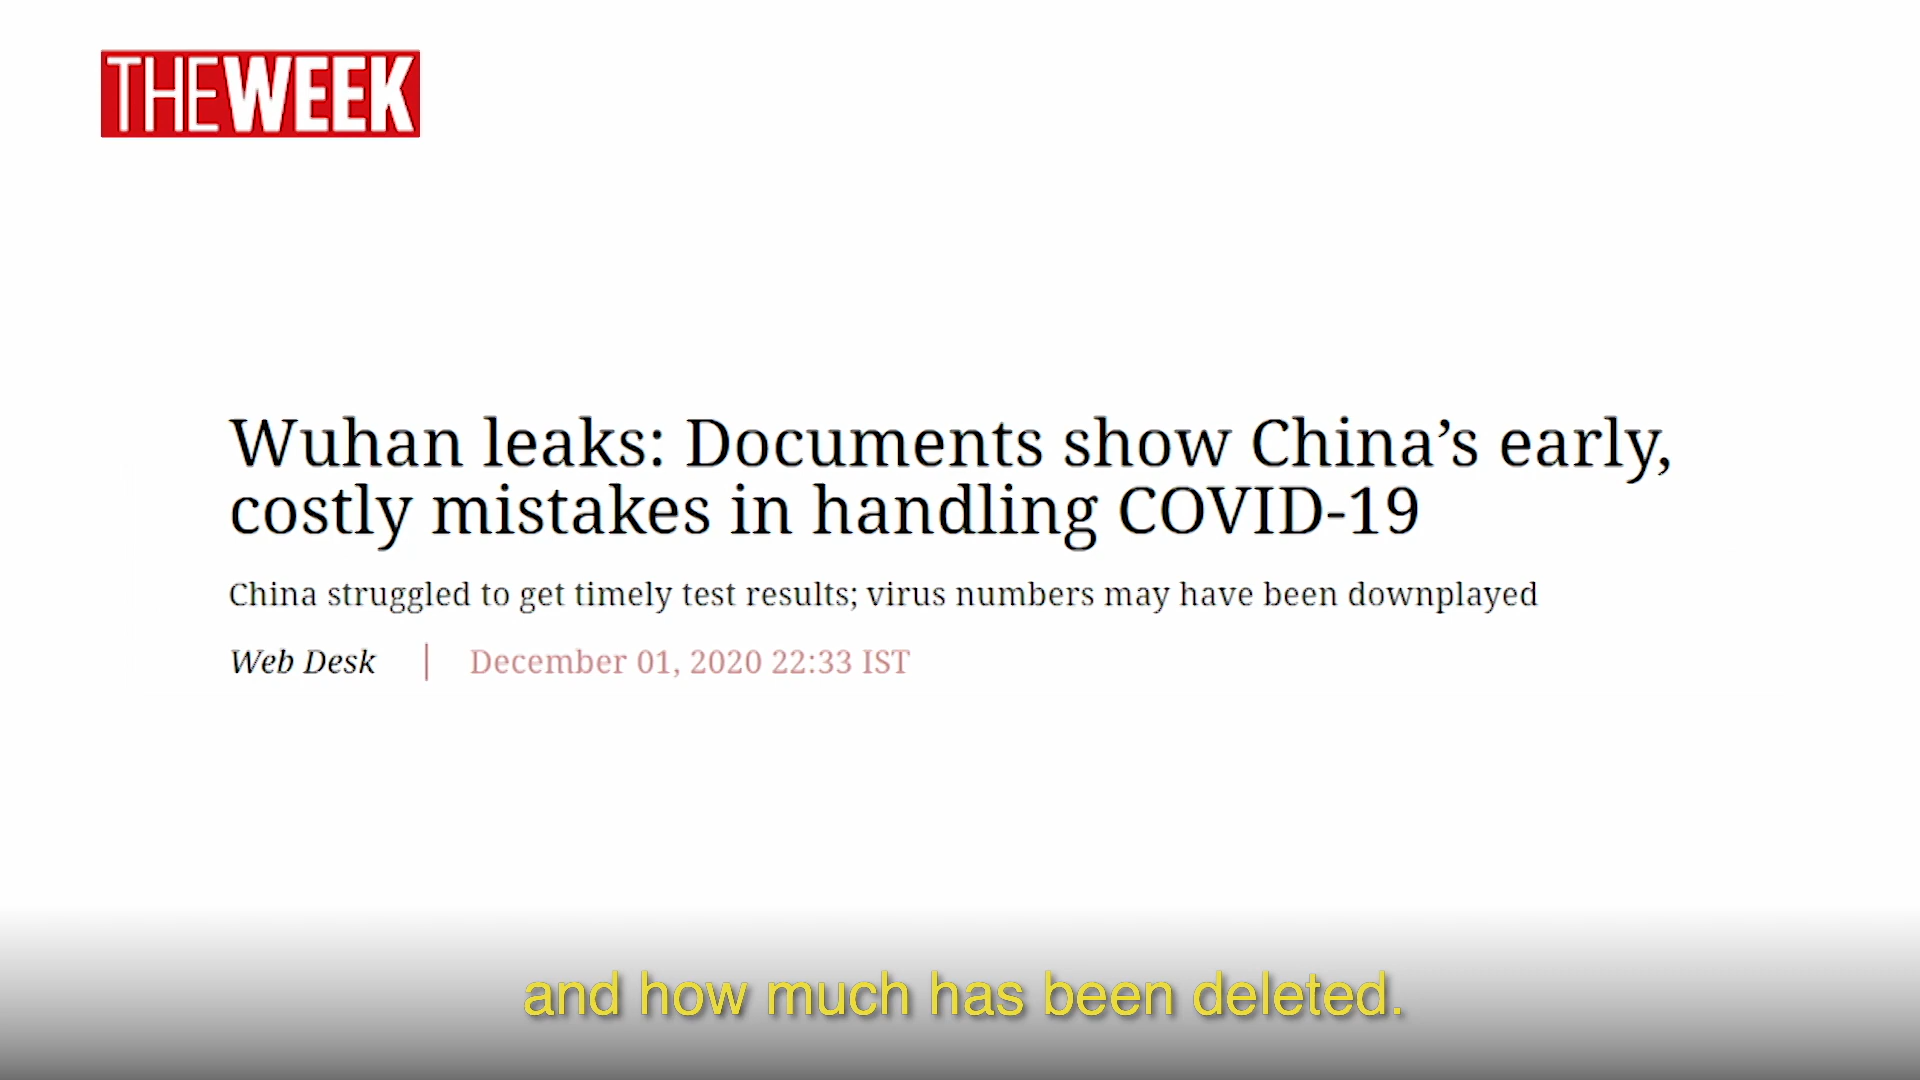 THEWEEK
Wuhan leaks: Documents show China’s early,
costly mistakes in handling COVID-19
China struggled to get timely test results; virus numbers may have been downplayed
Web Desk | December 01, 2020 22:33 IST
and how much has been deleted.